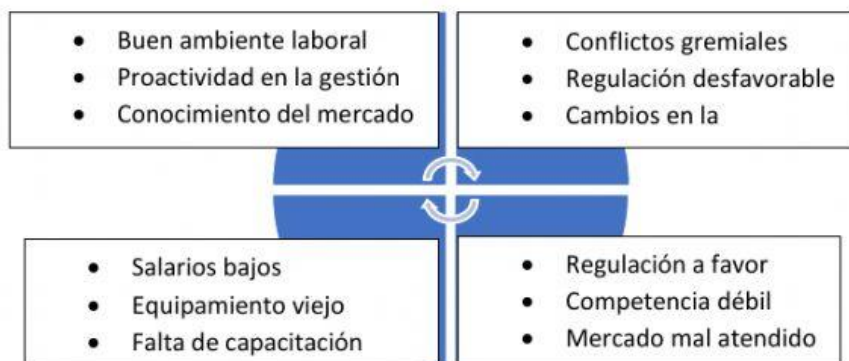 • Buen ambiente laboral
• Proactividad en la gestión
• Conocimiento del mercado
• Conflictos gremiales
• Regulación desfavorable
• Cambios en la
• Salarios bajos
• Equipamiento viejo
• Falta de capacitación
• Regulación a favor
• Competencia débil
• Mercado mal atendido